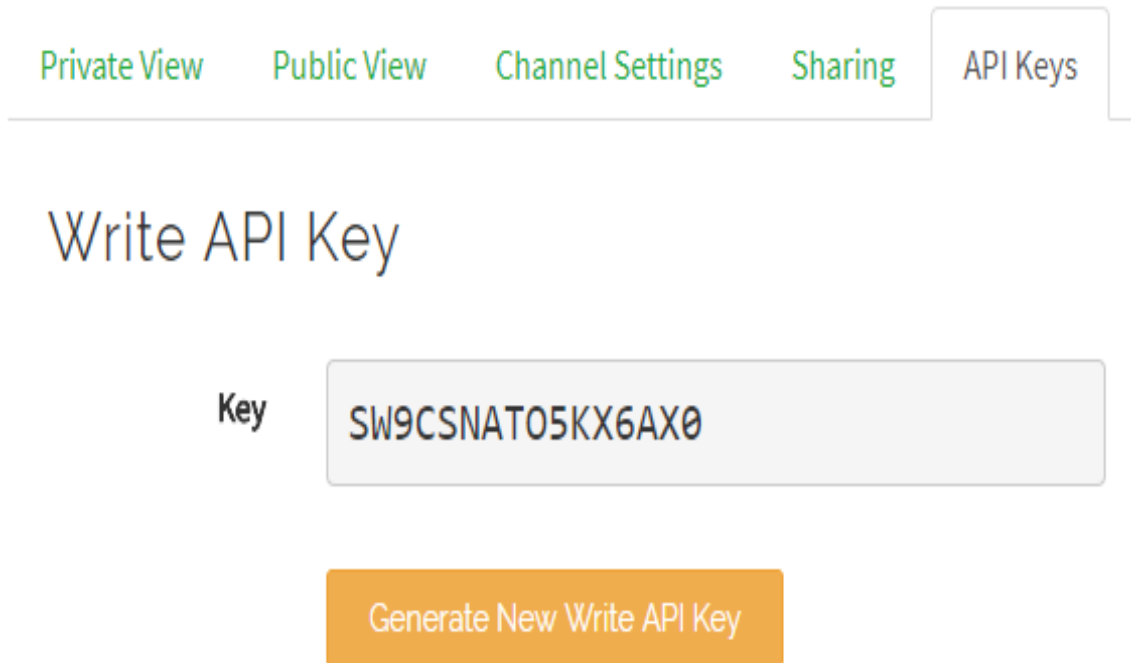 Private View Public View Channel Settings Sharing API Keys
Write API Key
Key SW9CSNATO5KX6AX0
Generate New Write API Key